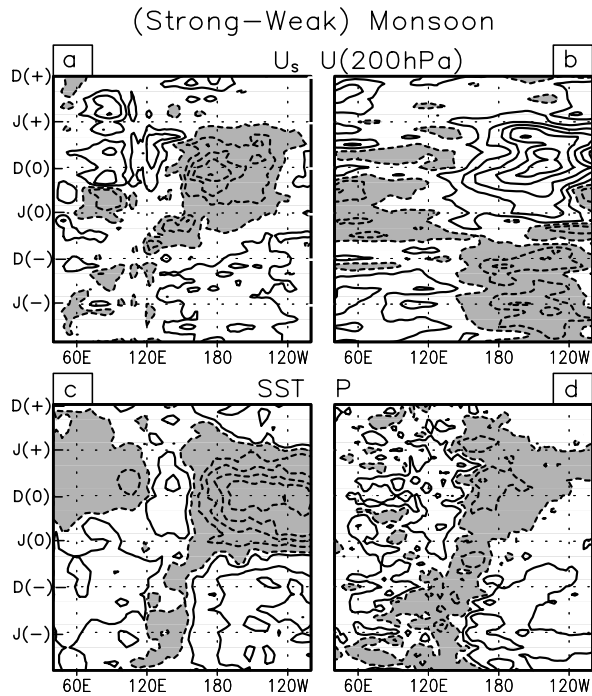 (Strong−Weak) Monsoon
a Us U(200hPa) b
D(+)
J(+)
D(0)
J(0)
D(−)
J(−)
60E 120E 180 120W 60E 120E 180 120W
c SST P d
D(+)
J(+)
D(0)
J(0)
D(−)
J(−)
60E 120E 180 120W 60E 120E 180 120W